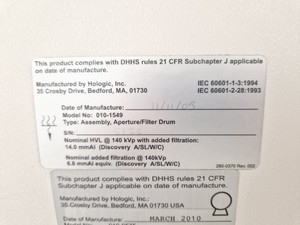 This product complies with DHHS rules 21 CFR Subchapter J applicable
on date of manufacture.
Manufactured by Hologic, Inc. IEC 60601-1-3:1994
35 Crosby Drive, Bedford, MA, 01730 IEC 60601-2-28:1993
Date of Manufacture:
Model: 010-1549
Type: Assembly, Aperture/Filter Drum
S/N:
Nominal HVL @ 140 kVp with added filtration:
14.0 mmAl (Discovery A/SL/W/C)
Nominal added filtration @ 140kVp
6.8 mmAl equiv. (Discovery A/SL/W/C)
280-0370 Rev. 002
This product complies with DHHS rules 21 CFR
Subchapter J applicable on date of manufacture.
Manufactured by Hologic, Inc.
35 Crosby Drive, Bedford, MA 01730 USA
Date of Manufacture: MARCH 2010